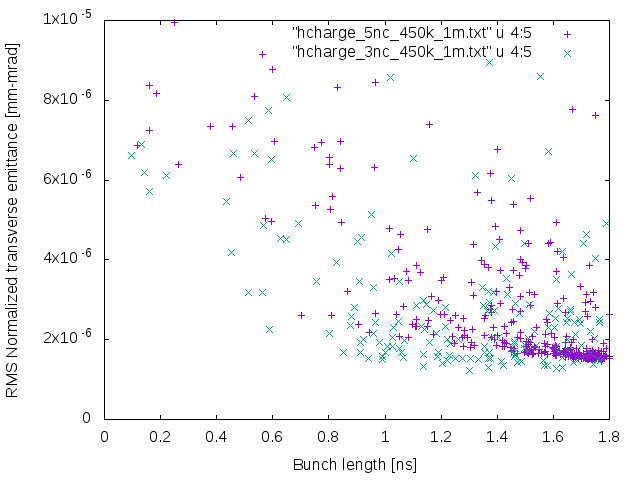 1x10-5
8x10-6
6x10-6
4x10-6
2x10-6
0
RMS Normalized transverse emittance [mm-mrad]
"hcharge_5nc_450k_1m.txt" u 4:5
"hcharge_3nc_450k_1m.txt" u 4:5
0 0.2 0.4 0.6 0.8 1 1.2 1.4 1.6 1.8
Bunch length [ns]